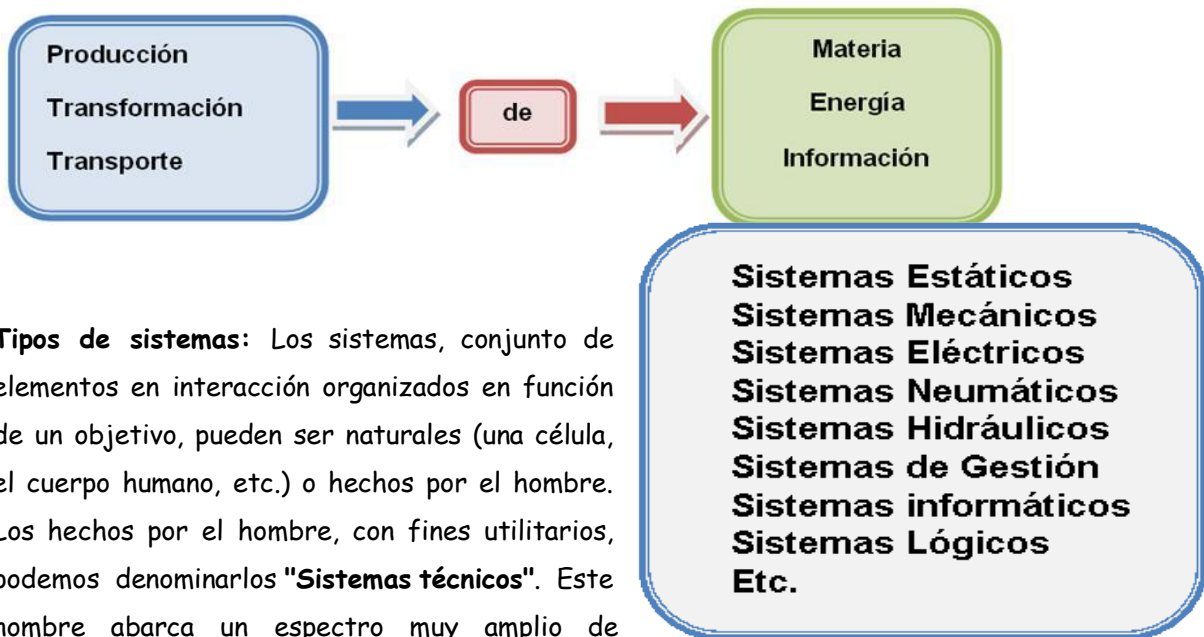 Producción
Transformación
Transporte
de
Materia
Energía
Información
Tipos de sistemas: Los sistemas, conjunto de
elementos en interacción organizados en función
de un objetivo, pueden ser naturales (una célula,
el cuerpo humano, etc.) o hechos por el hombre.
Los hechos por el hombre, con fines utilitarios,
podemos denominarlos "Sistemas técnicos". Este
nombre abarca un espectro muy amplio de
Sistemas Estáticos
Sistemas Mecánicos
Sistemas Eléctricos
Sistemas Neumáticos
Sistemas Hidráulicos
Sistemas de Gestión
Sistemas informáticos
Sistemas Lógicos
Etc.